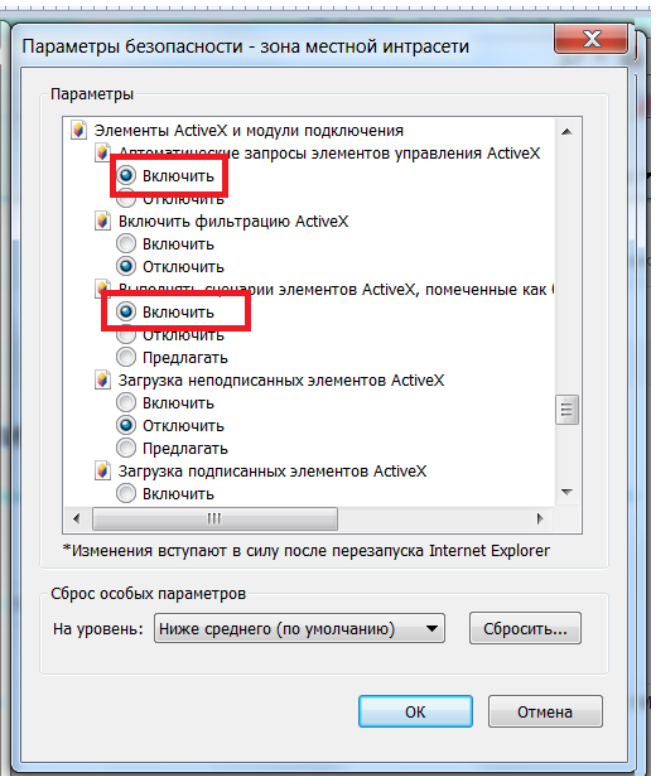 Параметры безопасности - зона местной интрасети
Параметры
Элементы ActiveX и модули подключения
Автоматические запросы элементов управления ActiveX
Включить
Отключить
Включить фильтрацию ActiveX
Включить
Отключить
Выполнять сценарии элементов ActiveX, помеченные как
Включить
Отключить
Предлагать
Загрузка неподписанных элементов ActiveX
Включить
Отключить
Предлагать
Загрузка подписанных элементов ActiveX
Включить
*Изменения вступают в силу после перезапуска Internet Explorer
Сброс особых параметров
На уровень: Ниже среднего (по умолчанию) Сбросить...
OK Отмена